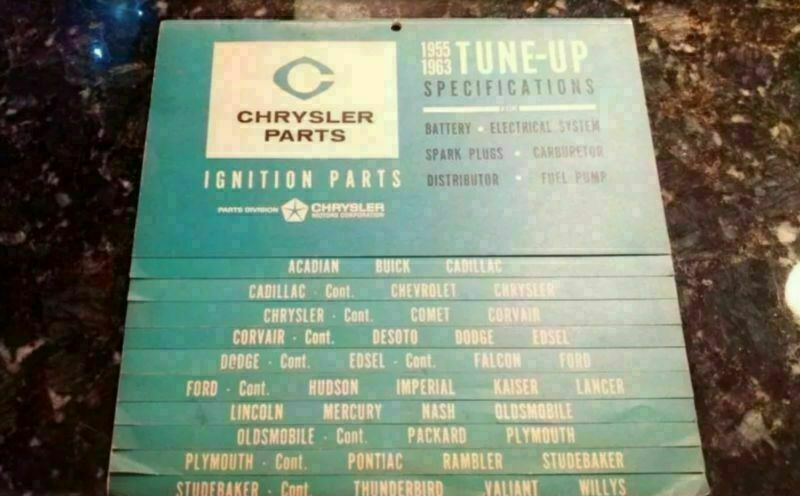 CHRYSLER
PARTS
IGNITION PARTS
PARTS DIVISION CHRYSLER
MOTORS CORPORATION
1955
1963 TUNE-UP
SPECIFICATIONS
BATTERY • ELECTRICAL SYSTEM
SPARK PLUGS • CARBURETOR
DISTRIBUTOR • FUEL PUMP
ACADIAN BUICK CADILLAC
CADILLAC - Cont. CHEVROLET CHRYSLER
CHRYSLER - Cont. COMET CORVAIR
CORVAIR - Cont. DESOTO DODGE EDSEL
DODGE - Cont. EDSEL - Cont. FALCON FORD
FORD - Cont. HUDSON IMPERIAL KAISER LANCER
LINCOLN MERCURY NASH OLDSMOBILE
OLDSMOBILE - Cont. PACKARD PLYMOUTH
PLYMOUTH - Cont. PONTIAC RAMBLER STUDEBAKER
STUDEBAKER - Cont. THUNDERBIRD VALIANT WILLYS